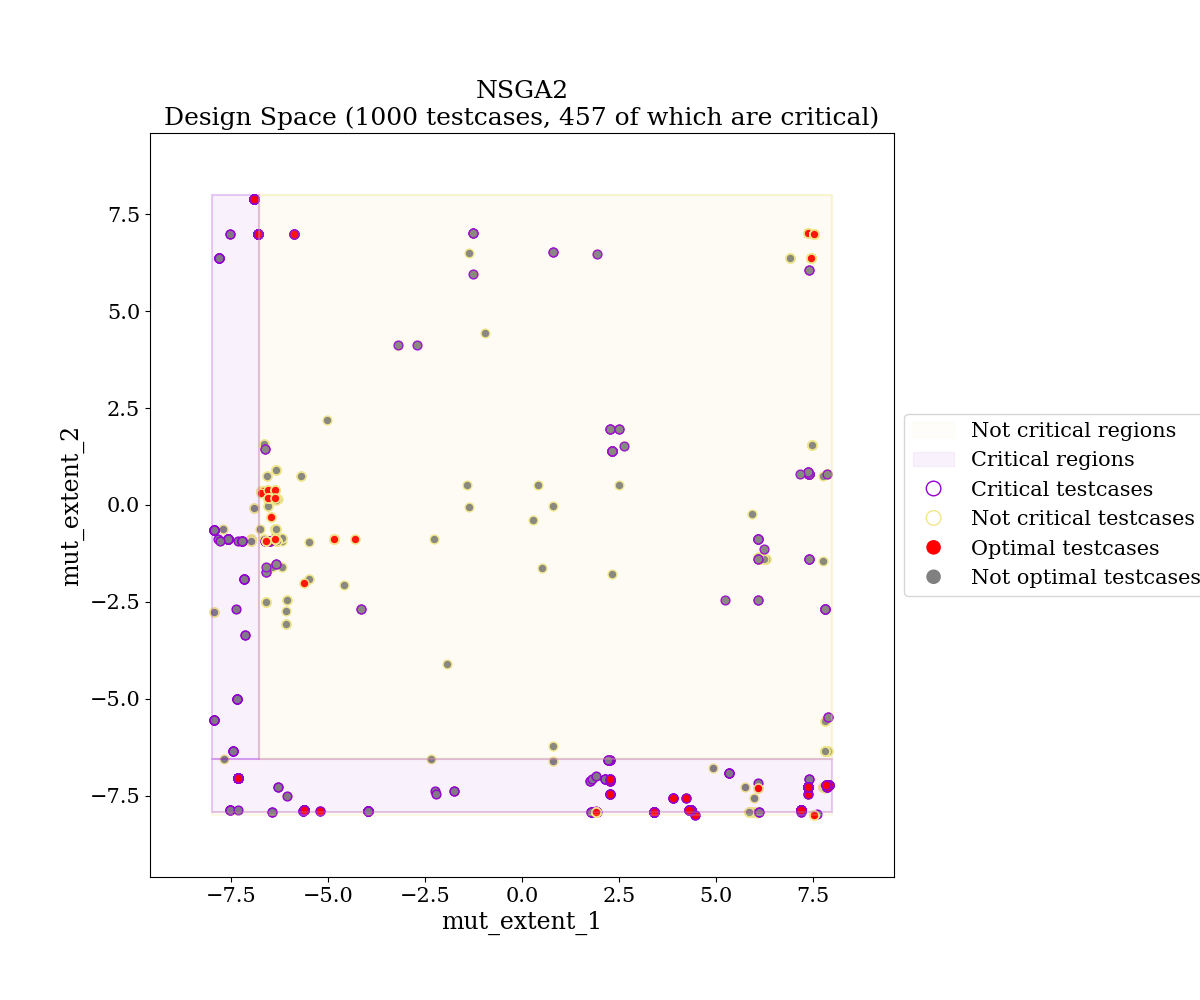 NSGA2
Design Space (1000 testcases, 457 of which are critical)
mut_extent_2
7.5
5.0
2.5
0.0
−2.5
−5.0
−7.5
−7.5
−5.0
−2.5
0.0
2.5
5.0
7.5
mut_extent_1
Not critical regions
Critical regions
Critical testcases
Not critical testcases
Optimal testcases
Not optimal testcases